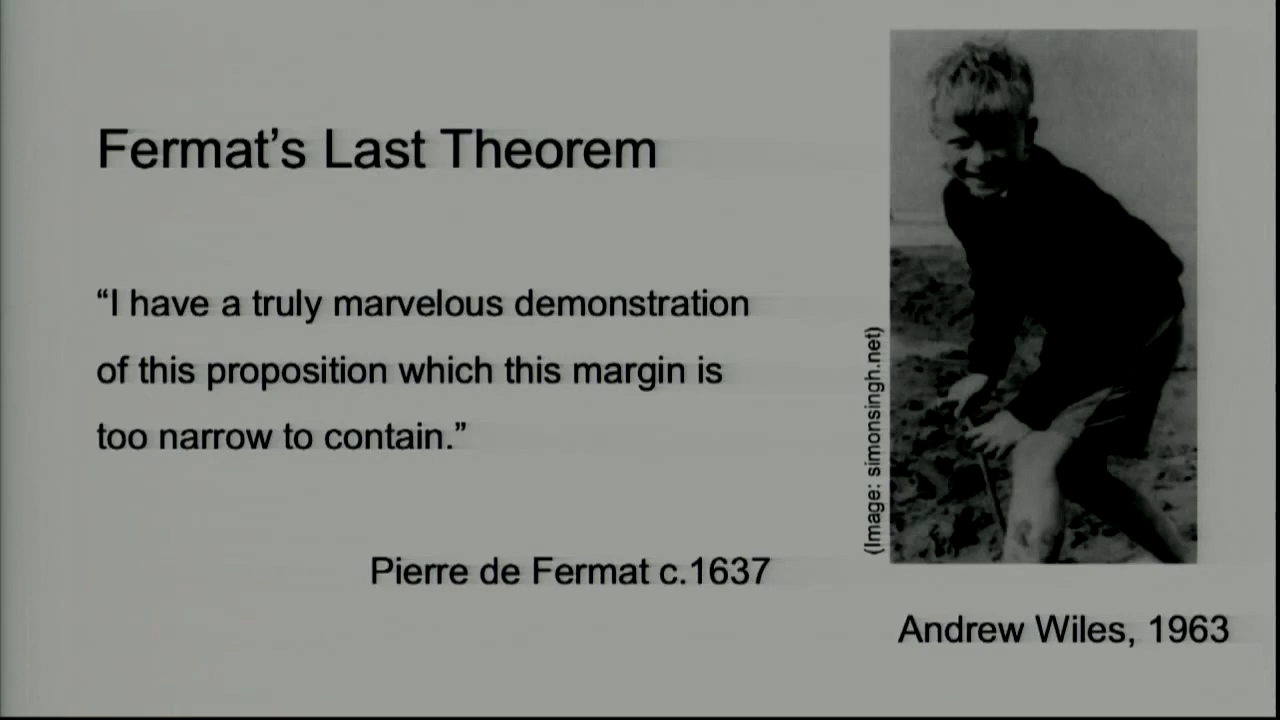 Fermat’s Last Theorem
“I have a truly marvelous demonstration
of this proposition which this margin is
too narrow to contain.”
Pierre de Fermat c.1637
(Image: simonsingh.net)
Andrew Wiles, 1963